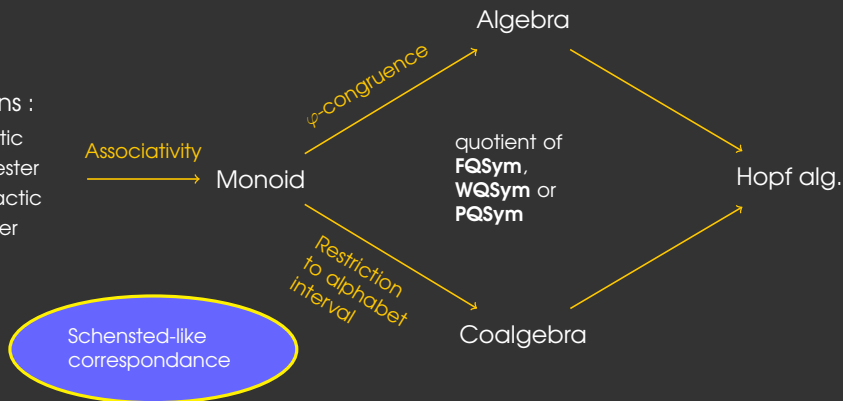 Algebra
φ-congruence
ns :
tic
ester
actic
er
Associativity
Monoid
quotient of
FQSym,
WQSym or
PQSym
Hopf alg.
Restriction
to alphabet
interval
Coalgebra
Schensted-like
correspondance